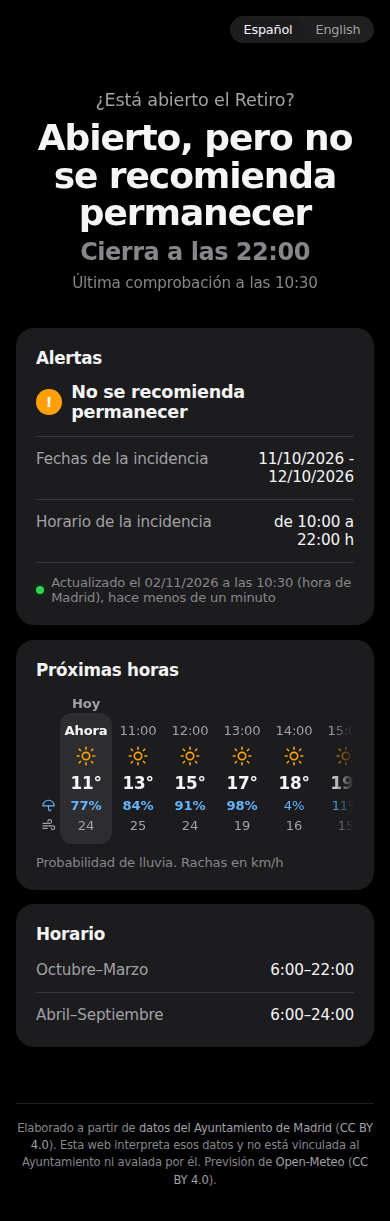 Español English
¿Está abierto el Retiro?
Abierto, pero no
se recomienda
permanecer
Cierra a las 22:00
Última comprobación a las 10:30
Alertas
! No se recomienda
permanecer
Fechas de la incidencia 11/10/2026 -
12/10/2026
Horario de la incidencia de 10:00 a
22:00 h
Actualizado el 02/11/2026 a las 10:30 (hora de
Madrid), hace menos de un minuto
Próximas horas
Hoy
Ahora 11:00 12:00 13:00 14:00
11° 13° 15° 17° 18°
77% 84% 91% 98% 4%
24 25 24 19 16
Probabilidad de lluvia. Rachas en km/h
Horario
Octubre–Marzo 6:00–22:00
Abril–Septiembre 6:00–24:00
Elaborado a partir de datos del Ayuntamiento de Madrid (CC BY
4.0). Esta web interpreta esos datos y no está vinculada al
Ayuntamiento ni avalada por él. Previsión de Open-Meteo (CC
BY 4.0).